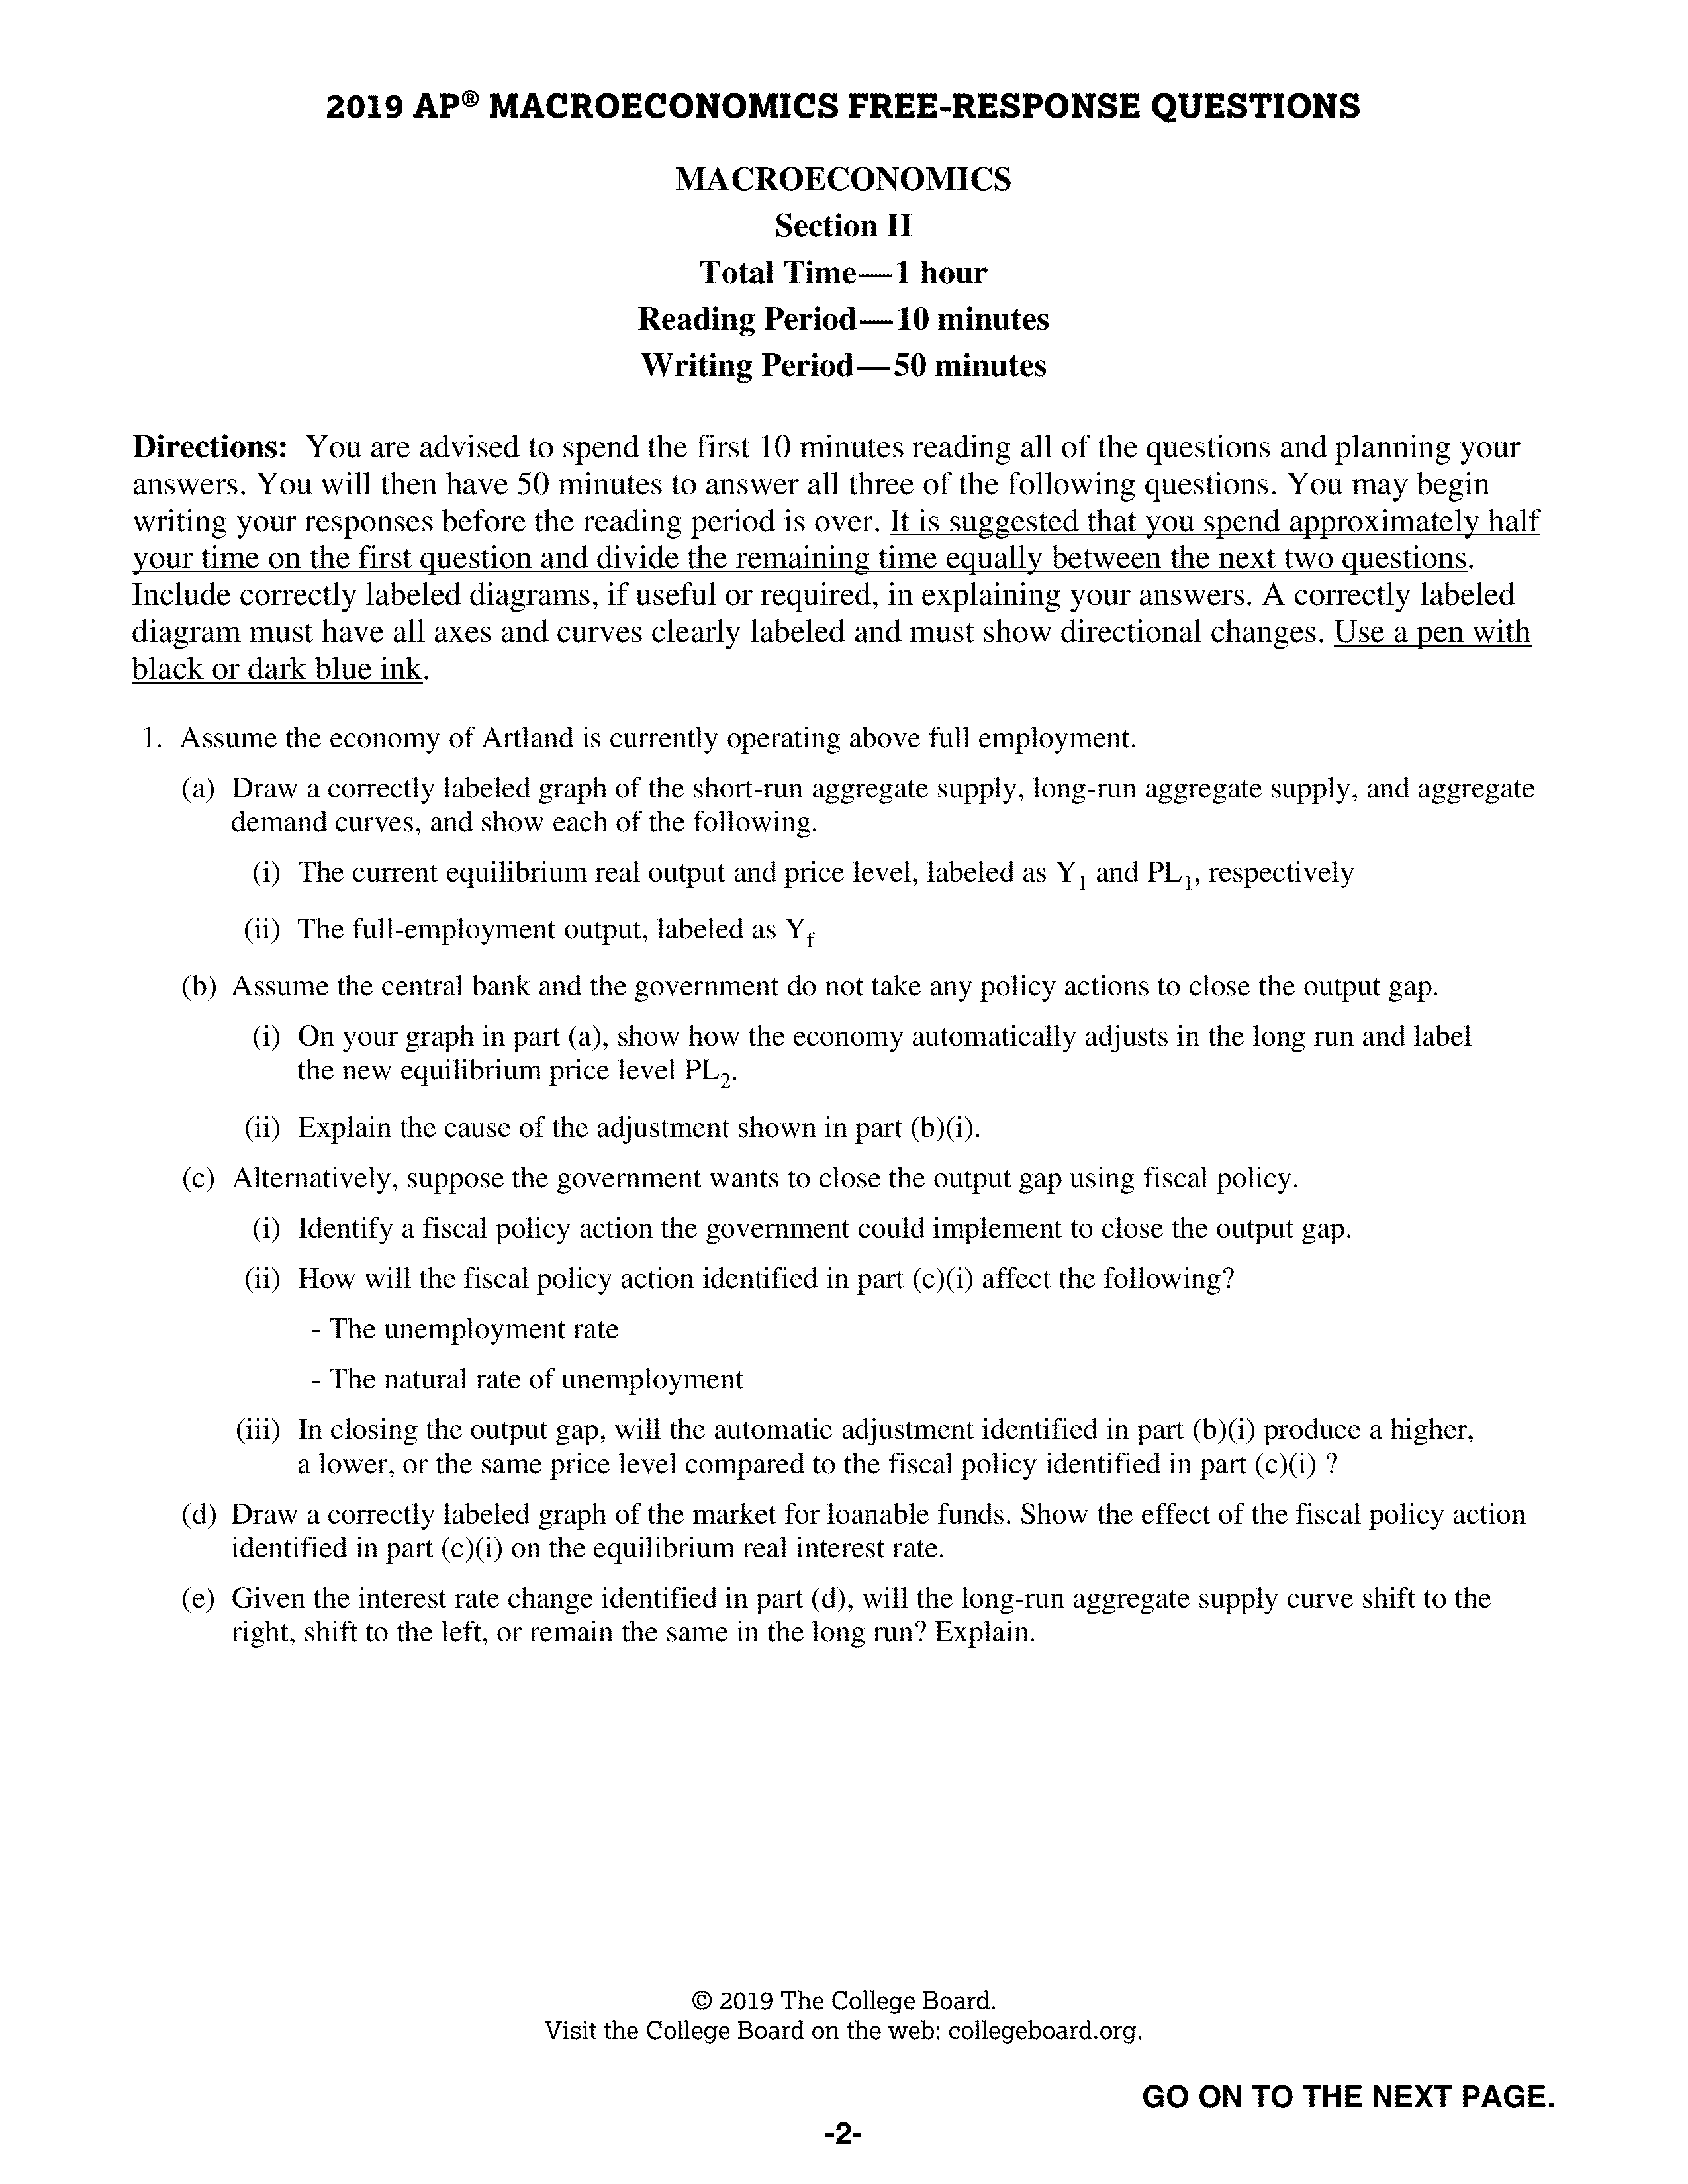 2019 AP® MACROECONOMICS FREE-RESPONSE QUESTIONS
MACROECONOMICS
Section II
Total Time—1 hour
Reading Period—10 minutes
Writing Period—50 minutes
Directions: You are advised to spend the first 10 minutes reading all of the questions and planning your
answers. You will then have 50 minutes to answer all three of the following questions. You may begin
writing your responses before the reading period is over. It is suggested that you spend approximately half
your time on the first question and divide the remaining time equally between the next two questions.
Include correctly labeled diagrams, if useful or required, in explaining your answers. A correctly labeled
diagram must have all axes and curves clearly labeled and must show directional changes. Use a pen with
black or dark blue ink.
1. Assume the economy of Artland is currently operating above full employment.
(a) Draw a correctly labeled graph of the short-run aggregate supply, long-run aggregate supply, and aggregate
demand curves, and show each of the following.
(i) The current equilibrium real output and price level, labeled as Y₁ and PL₁, respectively
(ii) The full-employment output, labeled as Y_f
(b) Assume the central bank and the government do not take any policy actions to close the output gap.
(i) On your graph in part (a), show how the economy automatically adjusts in the long run and label
the new equilibrium price level PL₂.
(ii) Explain the cause of the adjustment shown in part (b)(i).
(c) Alternatively, suppose the government wants to close the output gap using fiscal policy.
(i) Identify a fiscal policy action the government could implement to close the output gap.
(ii) How will the fiscal policy action identified in part (c)(i) affect the following?
- The unemployment rate
- The natural rate of unemployment
(iii) In closing the output gap, will the automatic adjustment identified in part (b)(i) produce a higher,
a lower, or the same price level compared to the fiscal policy identified in part (c)(i) ?
(d) Draw a correctly labeled graph of the market for loanable funds. Show the effect of the fiscal policy action
identified in part (c)(i) on the equilibrium real interest rate.
(e) Given the interest rate change identified in part (d), will the long-run aggregate supply curve shift to the
right, shift to the left, or remain the same in the long run? Explain.
© 2019 The College Board.
Visit the College Board on the web: collegeboard.org.
GO ON TO THE NEXT PAGE.
-2-